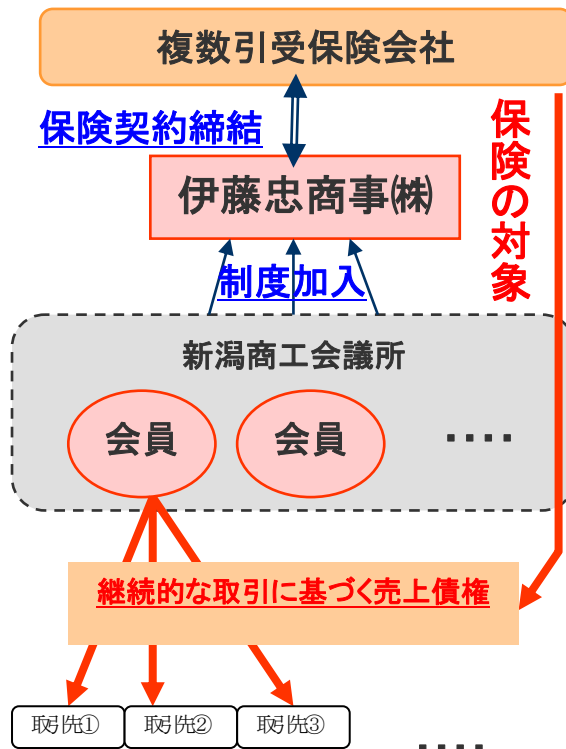 複数引受保険会社
保険契約締結
保険の対象
伊藤忠商事㈱
制度加入
新潟商工会議所
会員
会員
‥‥
継続的な取引に基づく売上債権
取引先①
取引先②
取引先③
‥‥